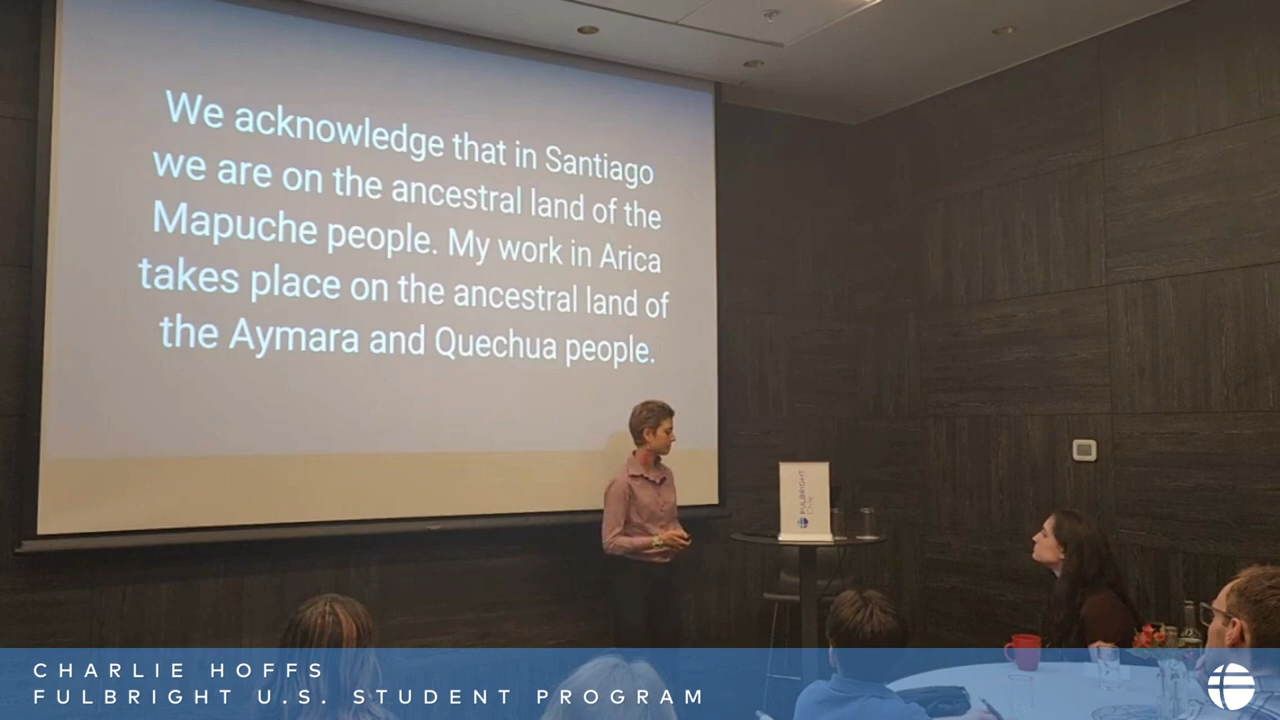 We acknowledge that in Santiago
we are on the ancestral land of the
Mapuche people. My work in Arica
takes place on the ancestral land of
the Aymara and Quechua people.
FULBRIGHT
CHARLIE HOFFS
FULBRIGHT U.S. STUDENT PROGRAM